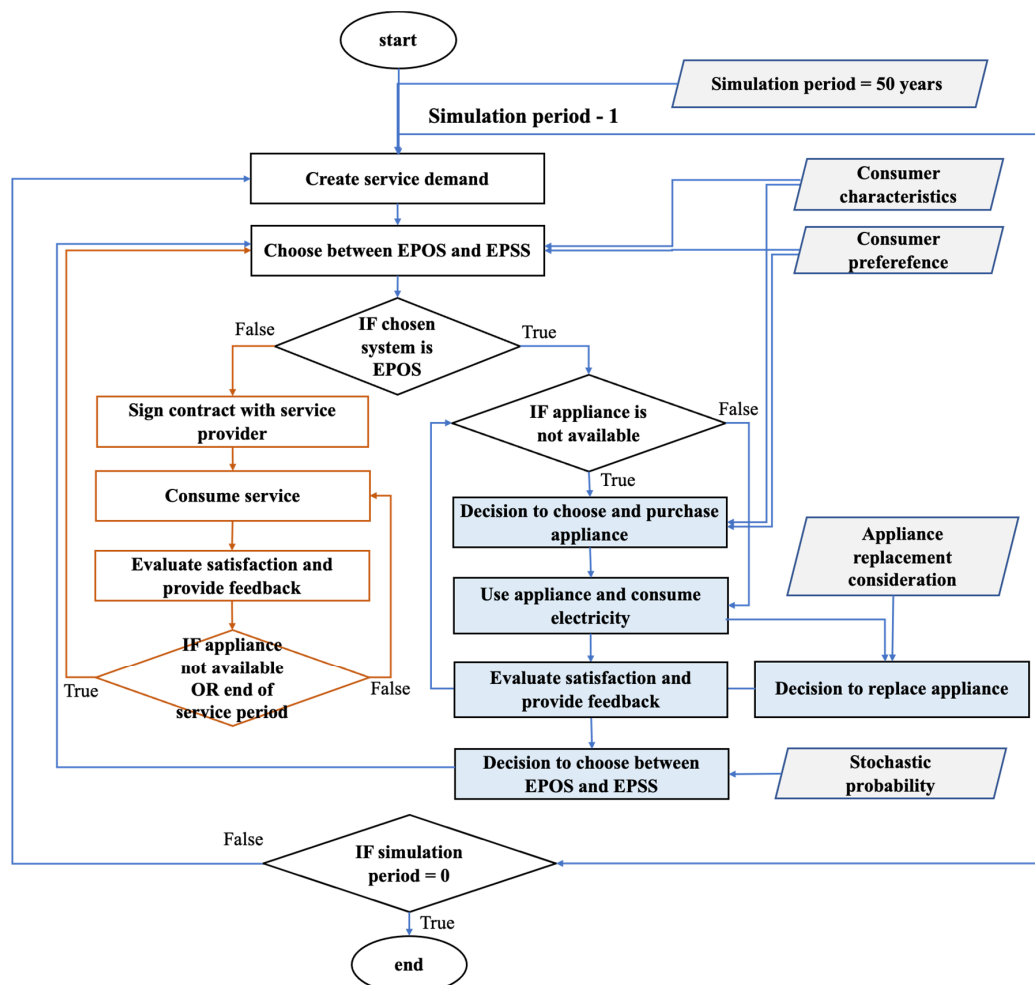 start
Simulation period = 50 years
Simulation period - 1
Create service demand
Consumer
characteristics
Choose between EPOS and EPSS
Consumer
preferefence
IF chosen
system is
EPOS
False
True
Sign contract with service
provider
IF appliance is
not available
False
True
Consume service
Decision to choose and purchase
appliance
Appliance
replacement
consideration
Evaluate satisfaction and
provide feedback
Use appliance and consume
electricity
IF appliance
not available
OR end of
service period
True
False
Evaluate satisfaction and
provide feedback
Decision to replace appliance
Decision to choose between
EPOS and EPSS
Stochastic
probability
False
IF simulation
period = 0
True
end